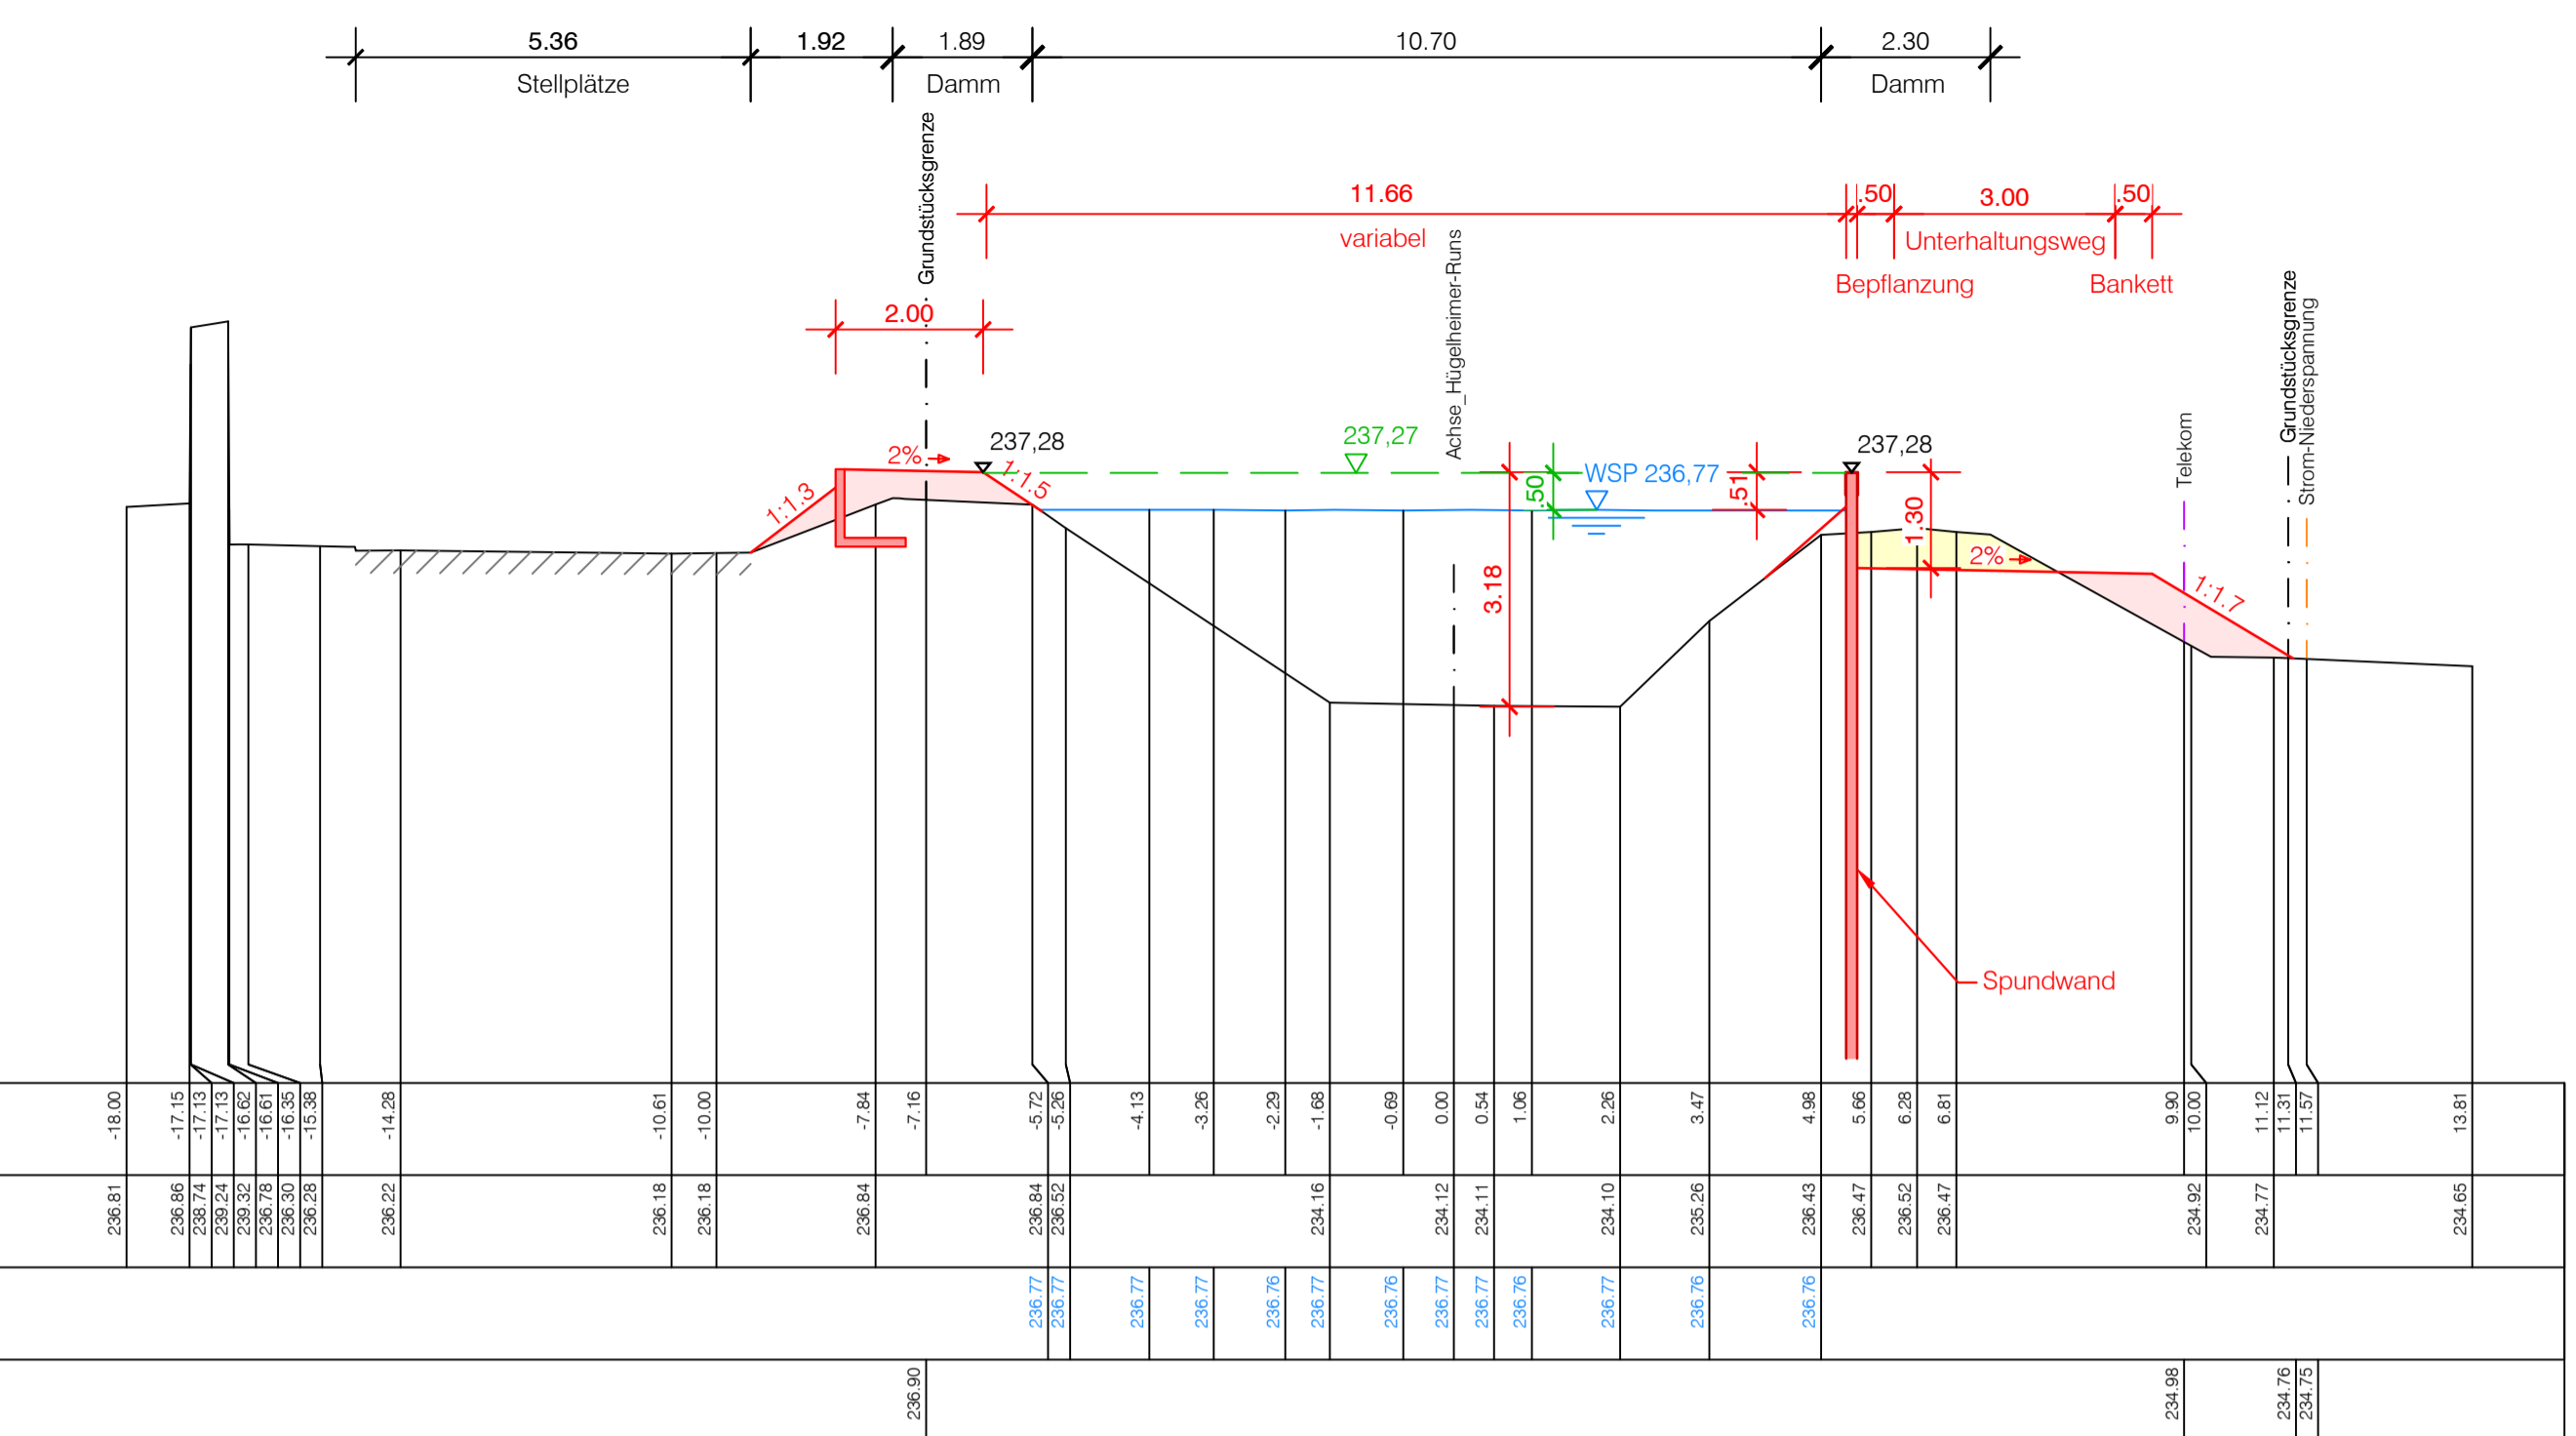 5.36
1.92
1.89
10.70
2.30
Stellplätze
Damm
Damm
Grundstücksgrenze
11.66
.50
3.00
.50
variabel
Unterhaltungsweg
Bepflanzung
Bankett
Achse_Hügelheimer-Runs
Grundstücksgrenze
Strom-Niederspannung
Telekom
2.00
2%
237,28
1:1.5
237,27
WSP 236,77
237,28
1:1.3
.50
.51
1.30
2%
3.18
1:1.7
Spundwand
-18.00 -17.15 -17.13 -17.13 -16.62 -16.61 -16.35 -15.38 -14.28 -10.61 -10.00 -7.84 -7.16 -5.72 -5.26 -4.13 -3.26 -2.29 -1.68 -0.69 0.00 0.54 1.06 2.26 3.47 4.98 5.66 6.28 6.81 9.90 10.00 11.12 11.31 11.57 13.81
236.81 236.86 238.74 239.24 239.32 236.78 236.30 236.28 236.22 236.18 236.18 236.84 236.84 236.52 234.16 234.12 234.11 234.10 235.26 236.43 236.47 236.52 236.47 234.92 234.77 234.65
236.77 236.77 236.77 236.77 236.76 236.77 236.76 236.77 236.77 236.76 236.77 236.76 236.76
236.90 234.98 234.76 234.75